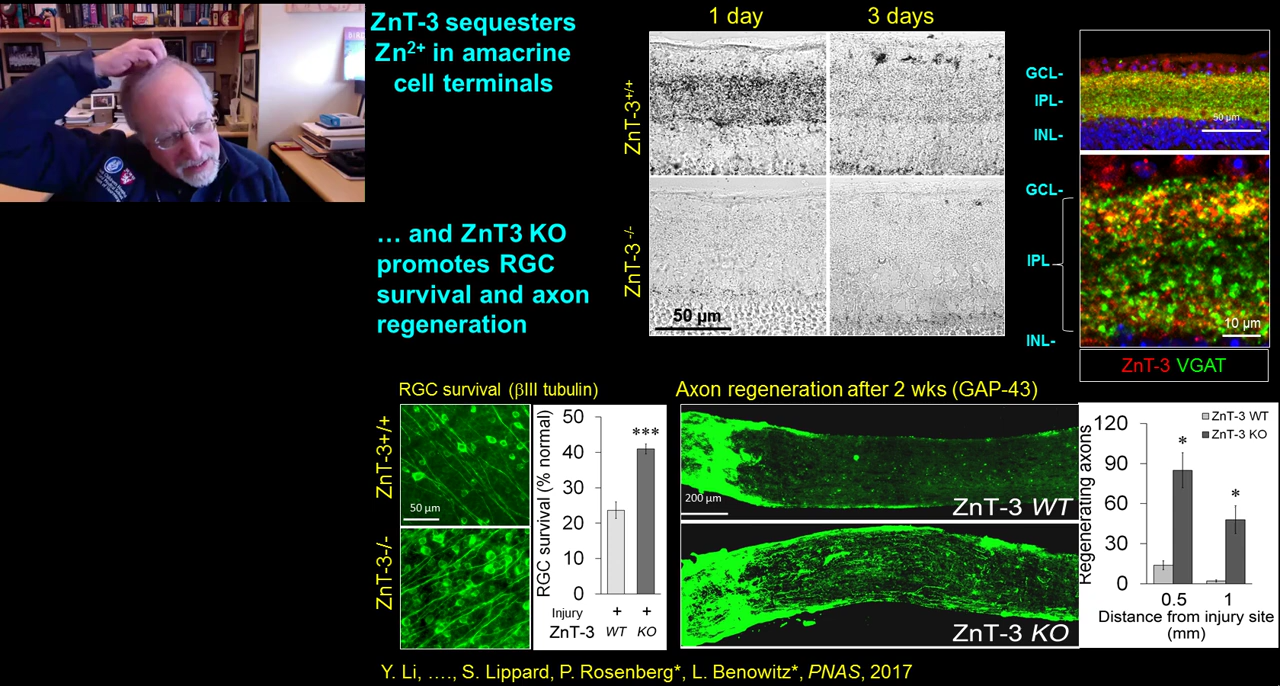 ZnT-3 sequesters
Zn²⁺ in amacrine
cell terminals
… and ZnT3 KO
promotes RGC
survival and axon
regeneration
1 day
3 days
ZnT-3⁺/⁺
ZnT-3⁻/⁻
50 µm
GCL-
IPL-
INL-
50 µm
GCL-
IPL
INL-
10 µm
ZnT-3 VGAT
RGC survival (βIII tubulin)
ZnT-3+/+
ZnT-3-/-
50 µm
RGC survival (% normal)
50
40
30
20
10
0
***
Injury + +
ZnT-3 WT KO
Axon regeneration after 2 wks (GAP-43)
200 µm
ZnT-3 WT
ZnT-3 KO
Regenerating axons
120
90
60
30
0
ZnT-3 WT
ZnT-3 KO
*
*
0.5 1
Distance from injury site
(mm)
Y. Li, …., S. Lippard, P. Rosenberg*, L. Benowitz*, PNAS, 2017